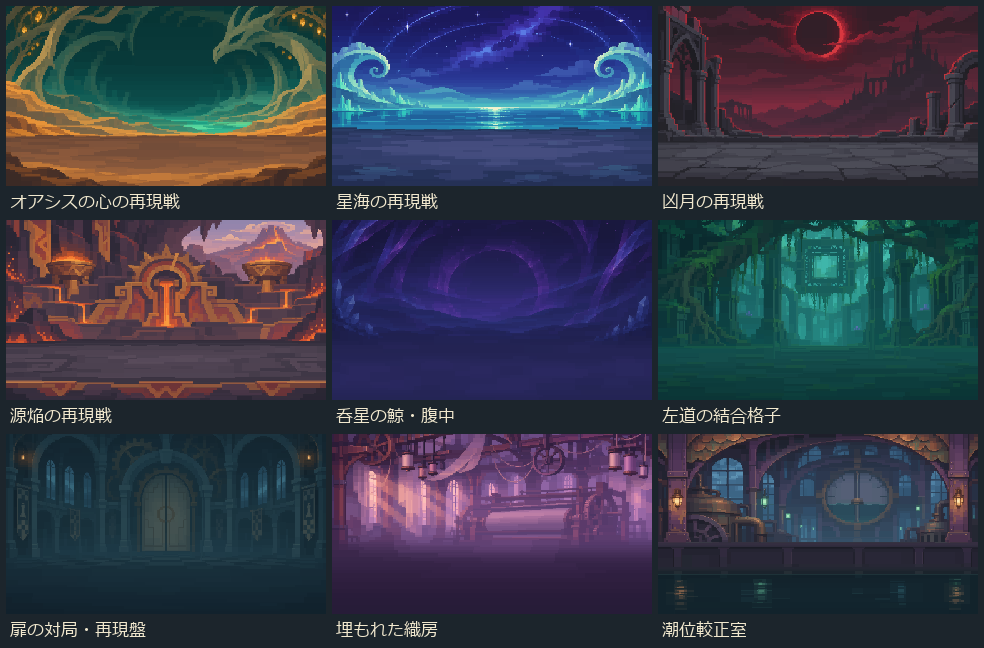 オアシスの心の再現戦
星海の再現戦
凶月の再現戦
源焔の再現戦
呑星の鯨・腹中
左道の結合格子
扉の対局・再現盤
埋もれた織房
潮位較正室